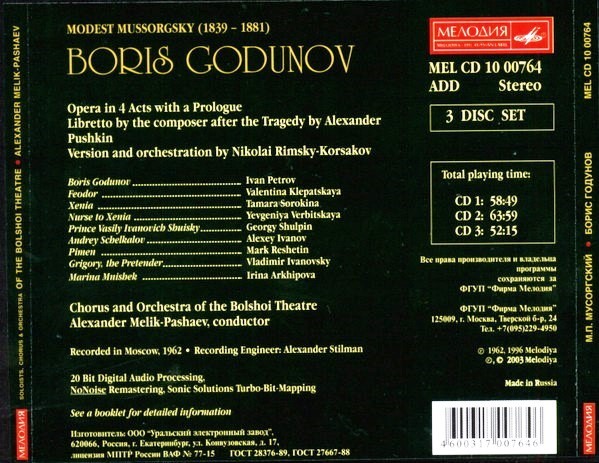 MODEST MUSSORGSKY (1839 – 1881)
BORIS GODUNOV
Opera in 4 Acts with a Prologue
Libretto by the composer after the Tragedy by Alexander
Pushkin
Version and orchestration by Nikolai Rimsky-Korsakov
Boris Godunov Ivan Petrov
Feodor Valentina Klepatskaya
Xenia Tamara Sorokina
Nurse to Xenia Yevgeniya Verbitskaya
Prince Vasily Ivanovich Shuisky Georgy Shulpin
Andrey Schelkalov Alexey Ivanov
Pimen Mark Reshetin
Grigory, the Pretender Vladimir Ivanovsky
Marina Mnishek Irina Arkhipova
Chorus and Orchestra of the Bolshoi Theatre
Alexander Melik-Pashaev, conductor
Recorded in Moscow, 1962 • Recording Engineer: Alexander Stilman
20 Bit Digital Audio Processing,
NoNoise Remastering, Sonic Solutions Turbo-Bit-Mapping
See a booklet for detailed information
Изготовитель: ООО "Уральский электронный завод".
620066, Россия, г. Екатеринбург, ул. Конквузовская, д. 17,
лицензия МПТР России ВАФ № 77-15 ГОСТ 28376-89, ГОСТ 27667-88
МЕЛОДИЯ
MEL CD 10 00764
ADD Stereo
3 DISC SET
Total playing time:
CD 1: 58:49
CD 2: 63:59
CD 3: 52:15
Все права производителя и владельца
программы
сохраняются
ФГУП "Фирма Мелодия"
ФГУП "Фирма Мелодия"
125009, г. Москва, Тверской б-р, 24
Тел. +7(095)229-4950
℗ 1962, 1996 Melodiya
℗, © 2003 Melodiya
Made in Russia
4600317007646
МЕЛОДИЯ SOLOISTS, CHORUS & ORCHESTRA OF THE BOLSHOI THEATRE • ALEXANDER MELIK-PASHAEV
MEL CD 10 00764
М.П. МУСОРГСКИЙ • БОРИС ГОДУНОВ
МЕЛОДИЯ